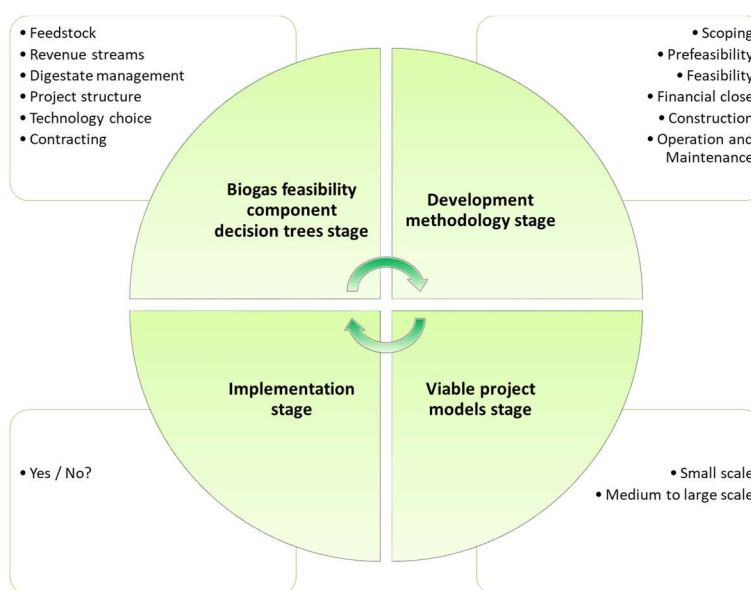 • Feedstock
• Revenue streams
• Digestate management
• Project structure
• Technology choice
• Contracting
• Scoping
• Prefeasibility
• Feasibility
• Financial close
• Construction
• Operation and
Maintenance
Biogas feasibility
component
decision trees stage
Development
methodology stage
Implementation
stage
Viable project
models stage
• Yes / No?
• Small scale
• Medium to large scale